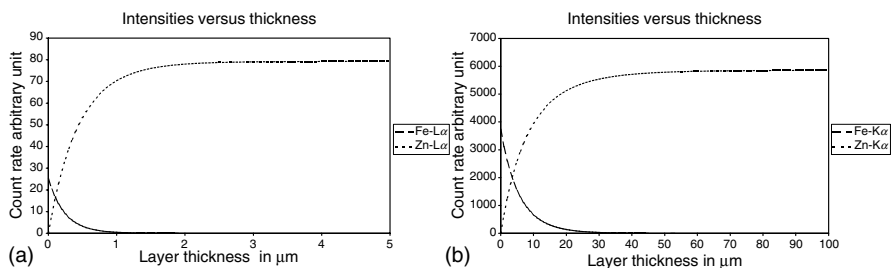 Intensities versus thickness
Count rate arbitrary unit
90
80
70
60
50
40
30
20
10
0
0 1 2 3 4 5
Layer thickness in μm
Fe-Lα
Zn-Lα
(a)
Intensities versus thickness
Count rate arbitrary unit
7000
6000
5000
4000
3000
2000
1000
0
0 10 20 30 40 50 60 70 80 90 100
Layer thickness in μm
Fe-Kα
Zn-Kα
(b)